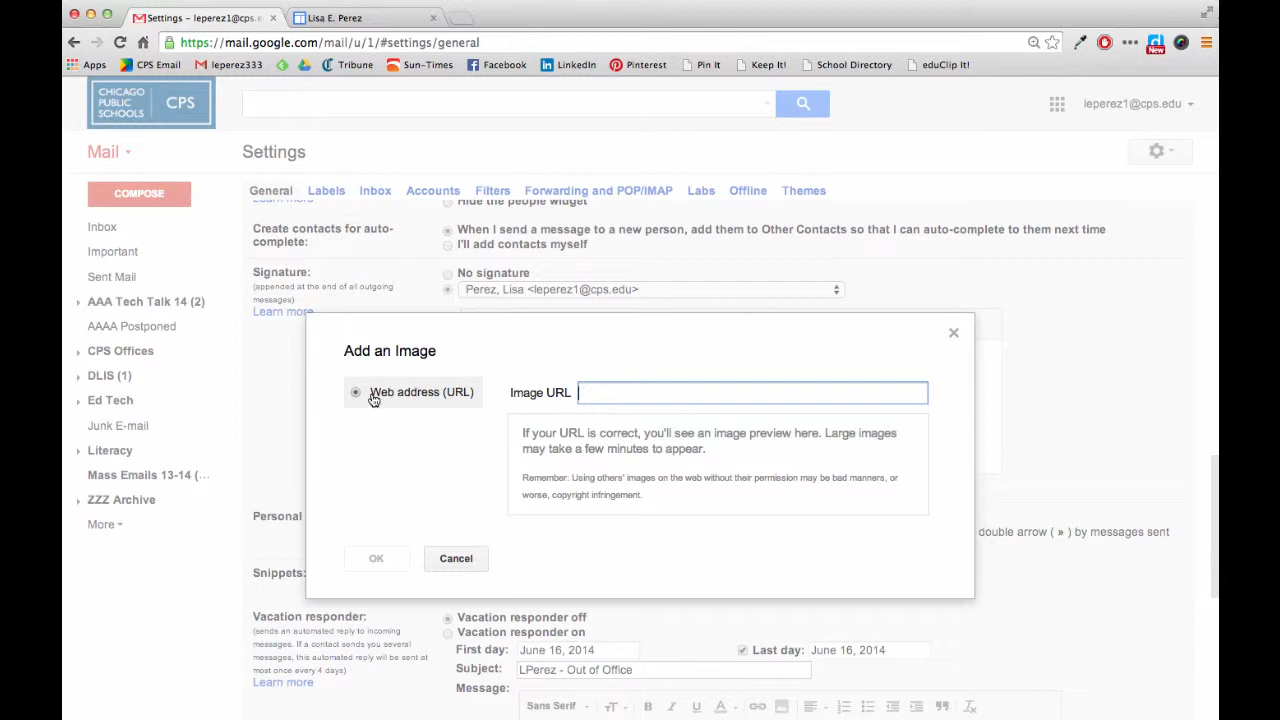 Settings – leperez1@cps.e
Lisa E. Perez
https://mail.google.com/mail/u/1/#settings/general
Apps CPS Email leperez333 Tribune Sun-Times Facebook LinkedIn Pinterest Pin It Keep It! School Directory eduClip It!
New
CHICAGO
PUBLIC
SCHOOLS
CPS
leperez1@cps.edu
Mail
Settings
COMPOSE
General Labels Inbox Accounts Filters Forwarding and POP/IMAP Labs Offline Themes
Inbox
Important
Sent Mail
AAA Tech Talk 14 (2)
AAAA Postponed
CPS Offices
DLIS (1)
Ed Tech
Junk E-mail
Literacy
Mass Emails 13-14 (...
ZZZ Archive
More
Learn more
Hide the people widget
Create contacts for auto-
complete:
When I send a message to a new person, add them to Other Contacts so that I can auto-complete to them next time
I'll add contacts myself
Signature:
(appended at the end of all outgoing
messages)
Learn more
No signature
Perez, Lisa <leperez1@cps.edu>
Add an Image
Web address (URL)
Image URL
If your URL is correct, you'll see an image preview here. Large images
may take a few minutes to appear.
Remember: Using others' images on the web without their permission may be bad manners, or
worse, copyright infringement.
OK
Cancel
Personal
double arrow ( » ) by messages sent
Snippets:
Vacation responder:
(sends an automated reply to incoming
messages. If a contact sends you several
messages, this automated reply will be sent at
most once every 4 days)
Learn more
Vacation responder off
Vacation responder on
First day: June 16, 2014 Last day: June 16, 2014
Subject: LPerez - Out of Office
Message:
Sans Serif